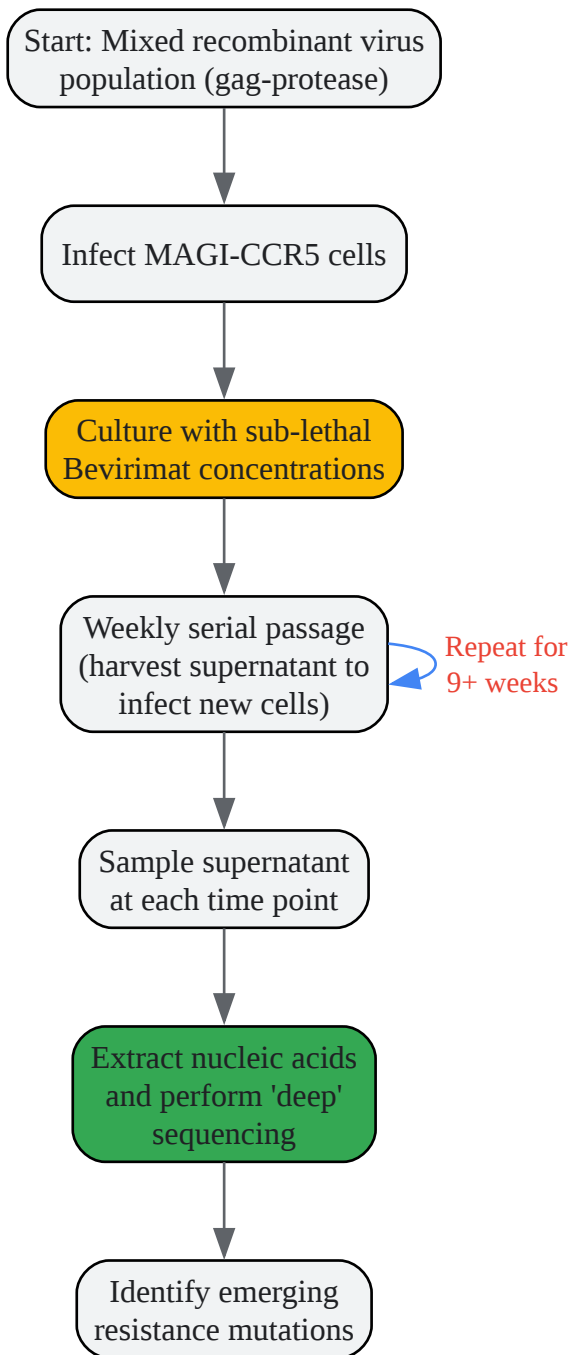 Start: Mixed recombinant virus
population (gag-protease)
Infect MAGI-CCR5 cells
Culture with sub-lethal
Bevirimat concentrations
Weekly serial passage
(harvest supernatant to
infect new cells)
Repeat for
9+ weeks
Sample supernatant
at each time point
Extract nucleic acids
and perform 'deep'
sequencing
Identify emerging
resistance mutations